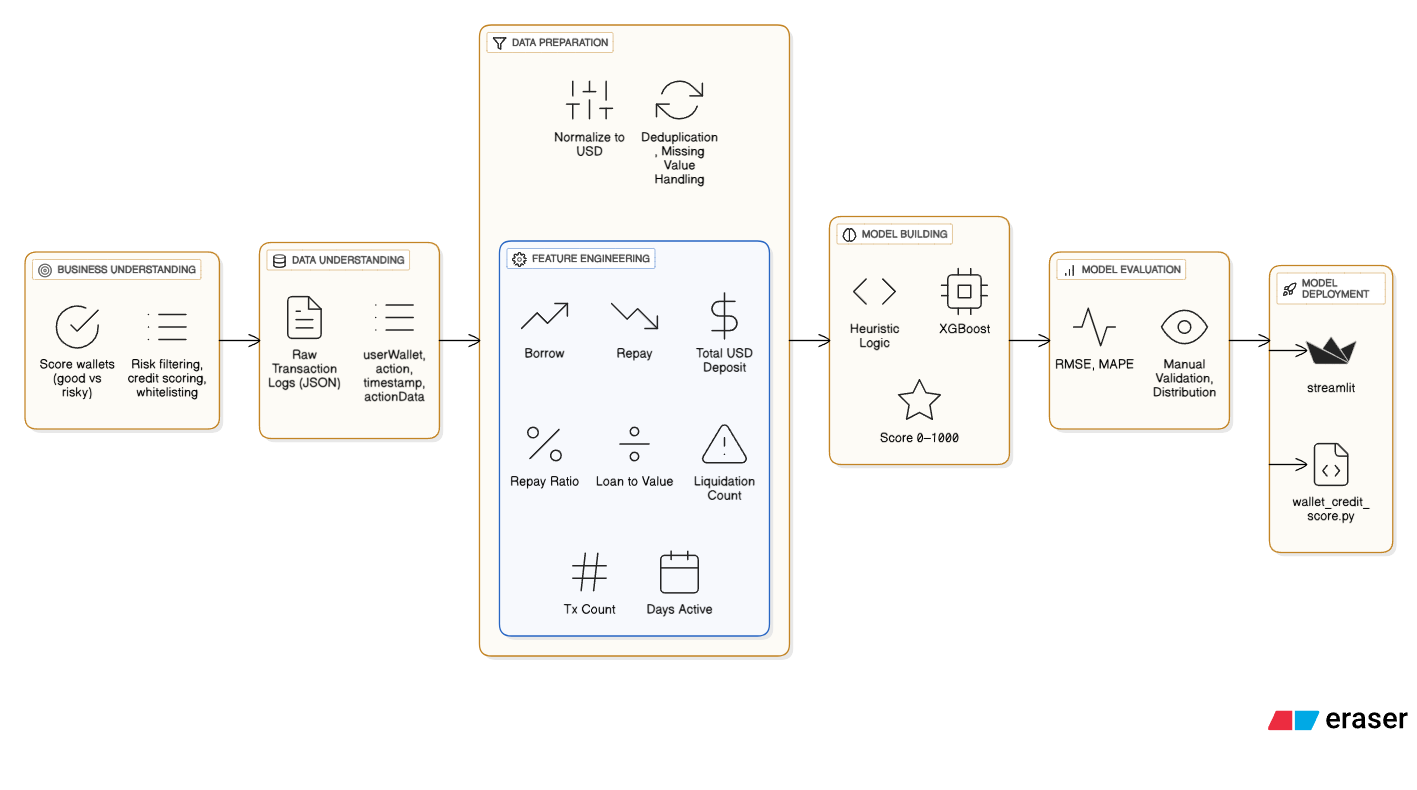 DATA PREPARATION
Normalize to
USD
Deduplication
, Missing
Value
Handling
BUSINESS UNDERSTANDING
Score wallets
(good vs
risky)
Risk filtering,
credit scoring,
whitelisting
DATA UNDERSTANDING
Raw
Transaction
Logs (JSON)
userWallet,
action,
timestamp,
actionData
FEATURE ENGINEERING
Borrow
Repay
Total USD
Deposit
Repay Ratio
Loan to Value
Liquidation
Count
Tx Count
Days Active
MODEL BUILDING
Heuristic
Logic
XGBoost
Score 0–1000
MODEL EVALUATION
RMSE, MAPE
Manual
Validation,
Distribution
MODEL
DEPLOYMENT
streamlit
wallet_credit_
score.py
eraser